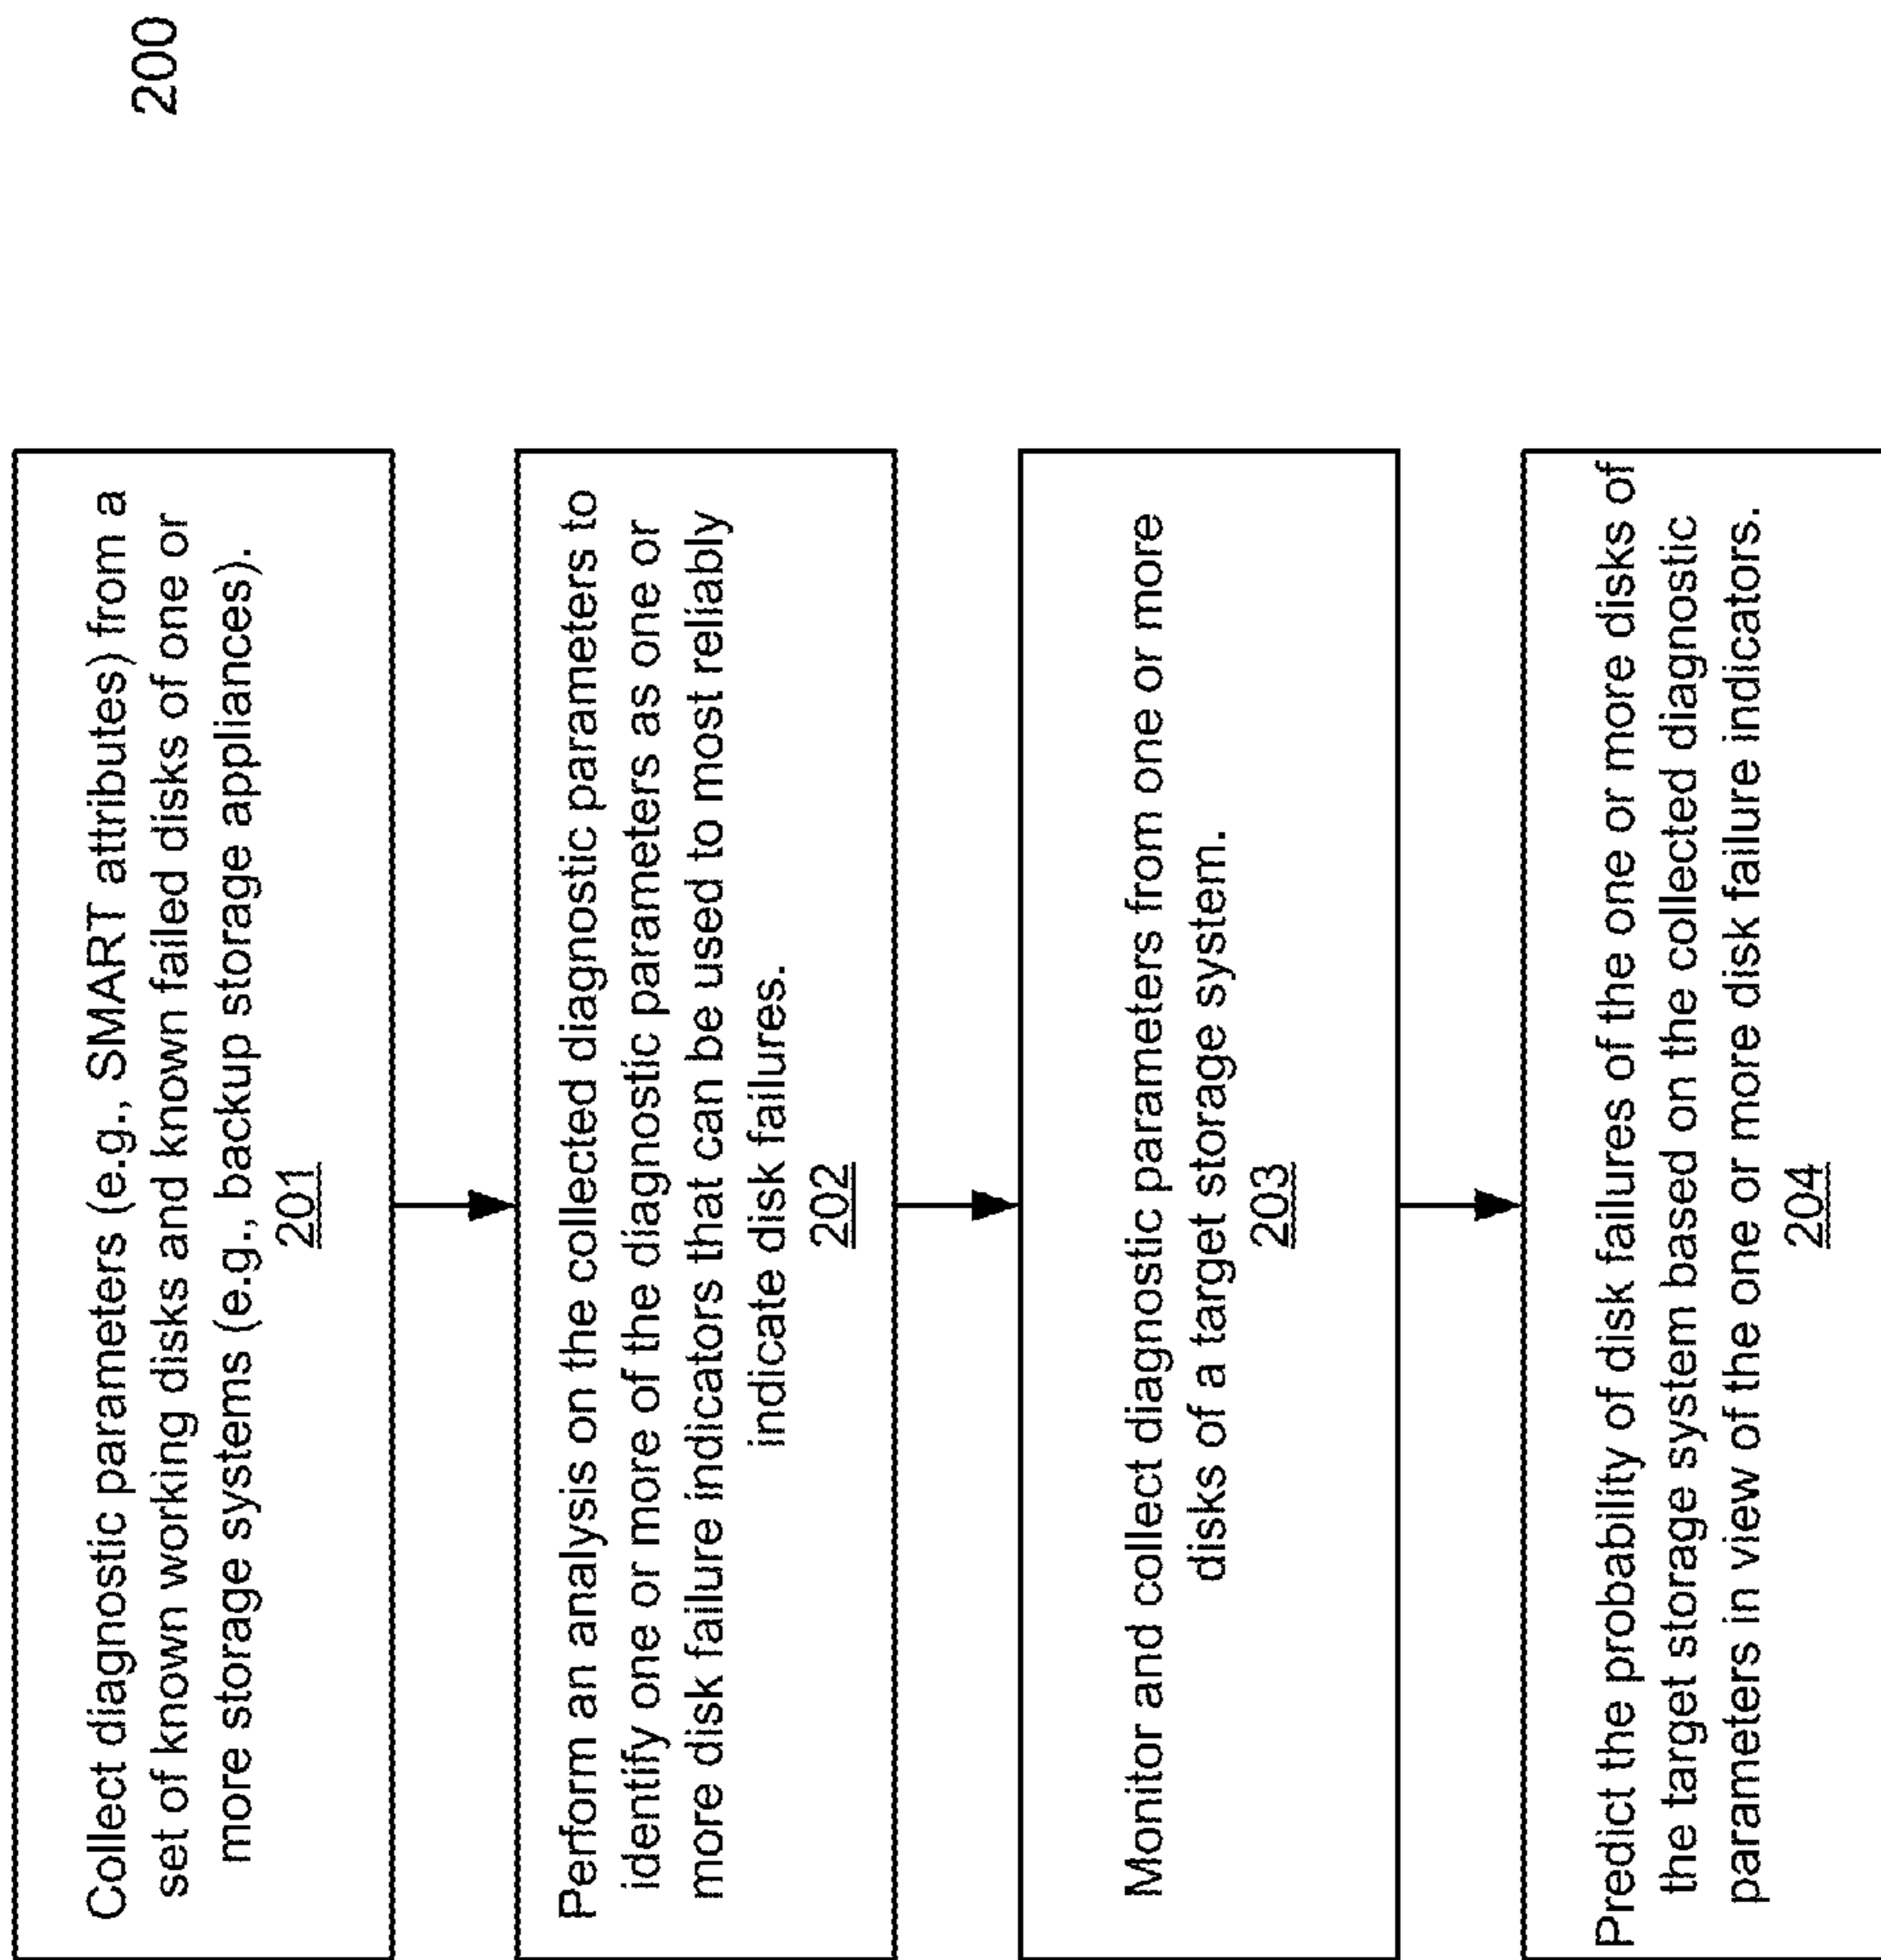 200
Collect diagnostic parameters (e.g., SMART attributes) from a
set of known working disks and known failed disks of one or
more storage systems (e.g., backup storage appliances).
201
Perform an analysis on the collected diagnostic parameters to
identify one or more of the diagnostic parameters as one or
more disk failure indicators that can be used to most reliably
indicate disk failures.
202
Monitor and collect diagnostic parameters from one or more
disks of a target storage system.
203
Predict the probability of disk failures of the one or more disks of
the target storage system based on the collected diagnostic
parameters in view of the one or more disk failure indicators.
204